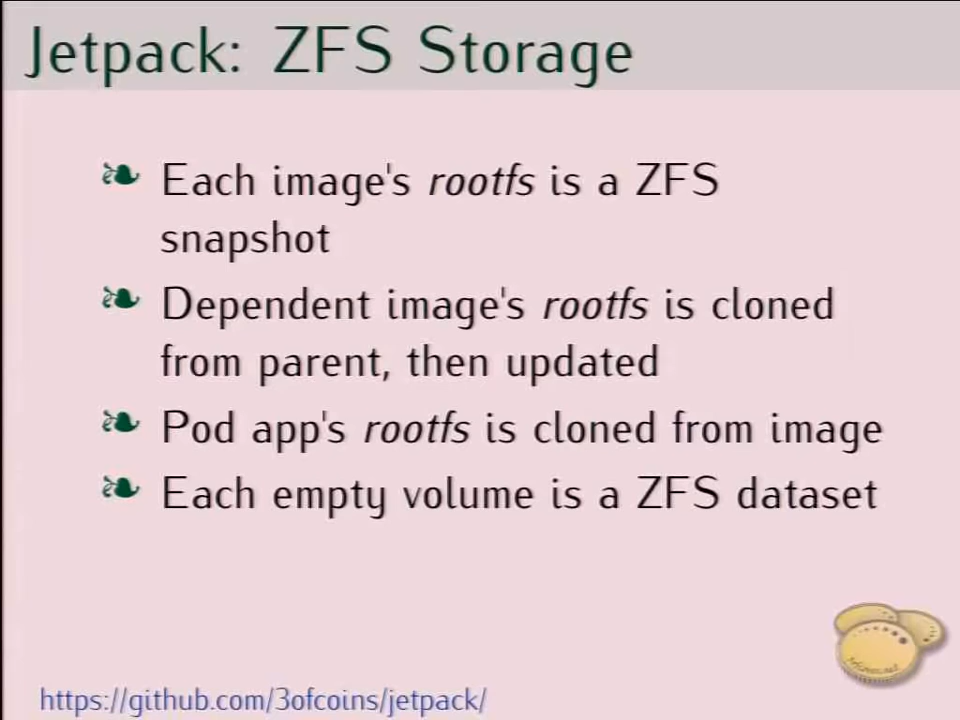 Jetpack: ZFS Storage
❧ Each image's rootfs is a ZFS
snapshot
❧ Dependent image's rootfs is cloned
from parent, then updated
❧ Pod app's rootfs is cloned from image
❧ Each empty volume is a ZFS dataset
https://github.com/3ofcoins/jetpack/